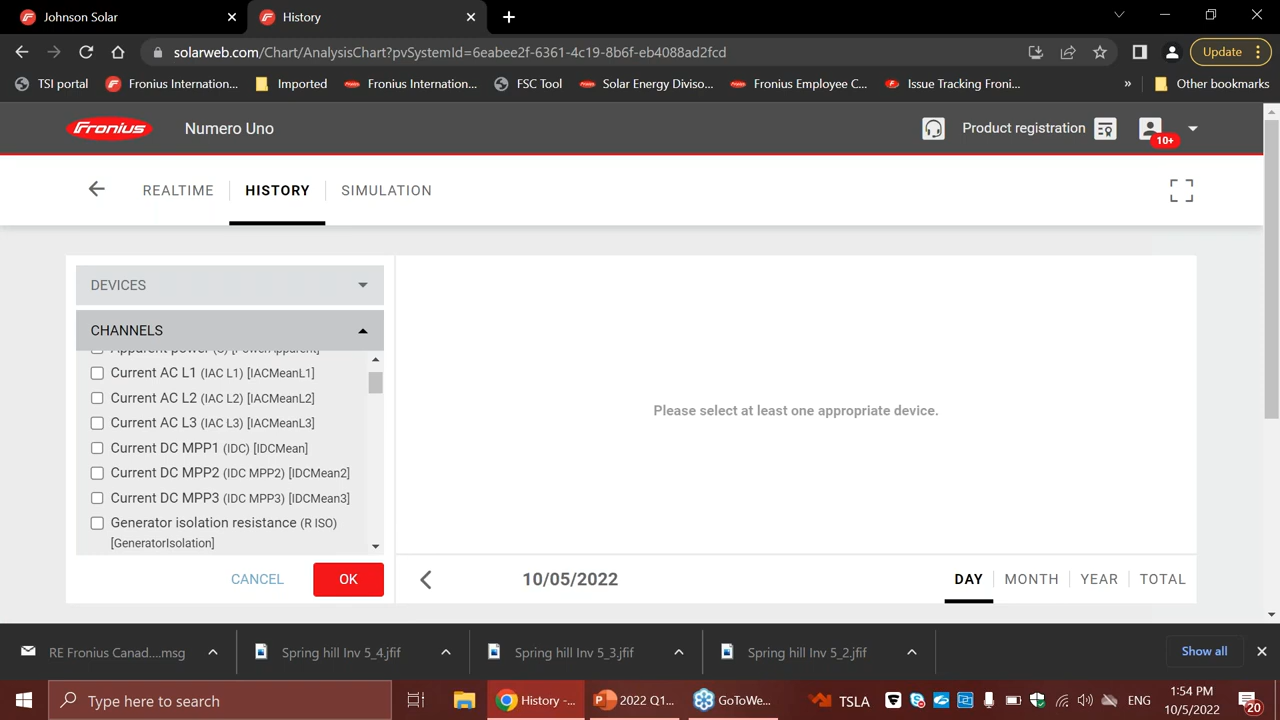 Johnson Solar
History
solarweb.com/Chart/AnalysisChart?pvSystemId=6eabee2f-6361-4c19-8b6f-eb4088ad2fcd
Update
TSI portal
Fronius Internation...
Imported
Fronius Internation...
FSC Tool
Solar Energy Diviso...
Fronius Employee C...
Issue Tracking Froni...
»
Other bookmarks
Fronius
Numero Uno
Product registration
10+
REALTIME
HISTORY
SIMULATION
DEVICES
CHANNELS
Apparent power (S) [PowerApparent]
Current AC L1 (IAC L1) [IACMeanL1]
Current AC L2 (IAC L2) [IACMeanL2]
Current AC L3 (IAC L3) [IACMeanL3]
Current DC MPP1 (IDC) [IDCMean]
Current DC MPP2 (IDC MPP2) [IDCMean2]
Current DC MPP3 (IDC MPP3) [IDCMean3]
Generator isolation resistance (R ISO)
[GeneratorIsolation]
CANCEL
OK
Please select at least one appropriate device.
10/05/2022
DAY
MONTH
YEAR
TOTAL
RE Fronius Canad....msg
Spring hill Inv 5_4.jfif
Spring hill Inv 5_3.jfif
Spring hill Inv 5_2.jfif
Show all
Type here to search
History -...
2022 Q1...
GoToWe...
TSLA
ENG
1:54 PM
10/5/2022
20